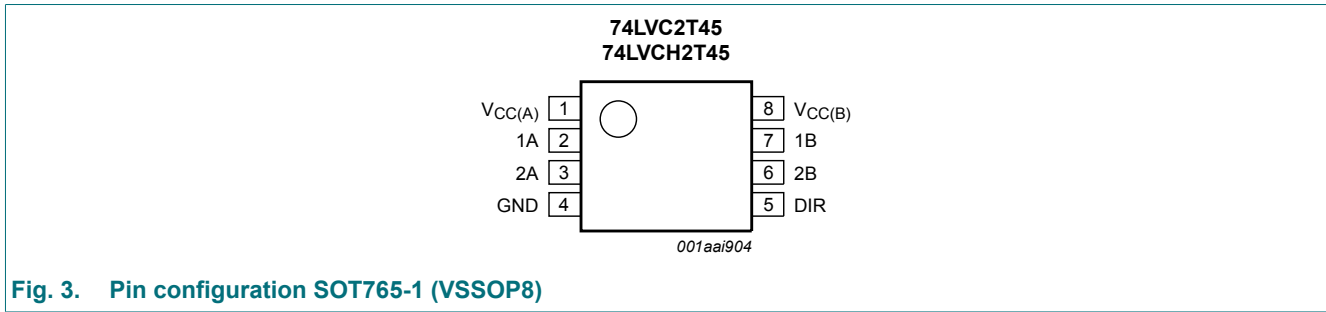 74LVC2T45
74LVCH2T45
VCC(A) 1 8 VCC(B)
1A 2 7 1B
2A 3 6 2B
GND 4 5 DIR
001aai904
Fig. 3. Pin configuration SOT765-1 (VSSOP8)